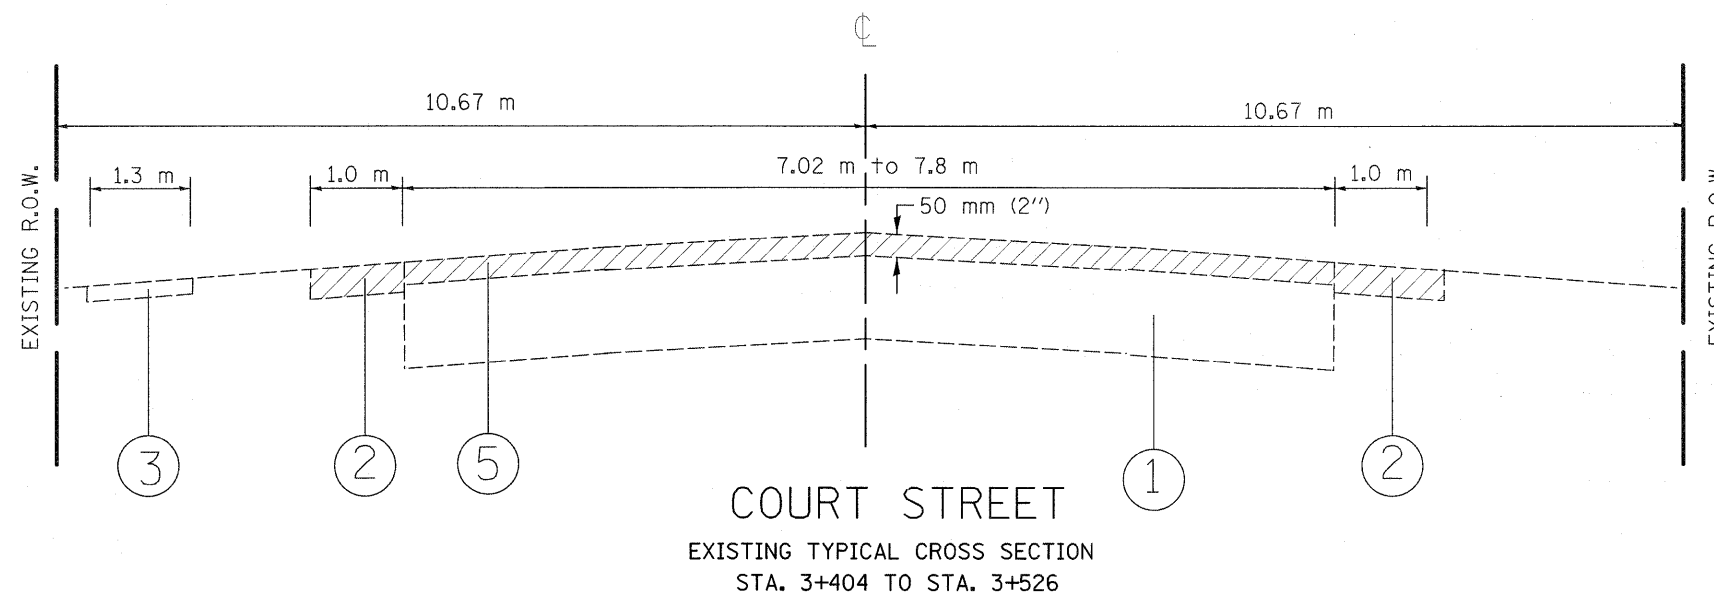 ℄
10.67 m
10.67 m
7.02 m to 7.8 m
1.3 m
1.0 m
1.0 m
50 mm (2")
EXISTING R.O.W.
EXISTING R.O.W.
3
2
5
1
2
COURT STREET
EXISTING TYPICAL CROSS SECTION
STA. 3+404 TO STA. 3+526